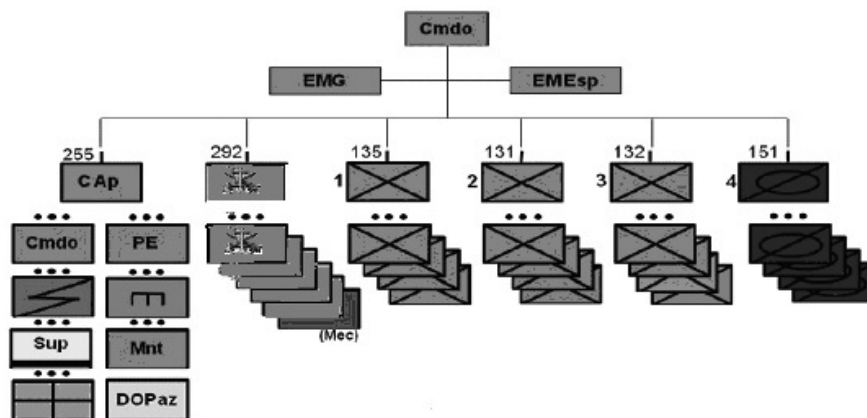 Cmdo
EMG EMEsp
255 292 135 131 132 151
CAp 1 2 3 4
Cmdo PE
Sup Mnt
(Mec)
DOPaz